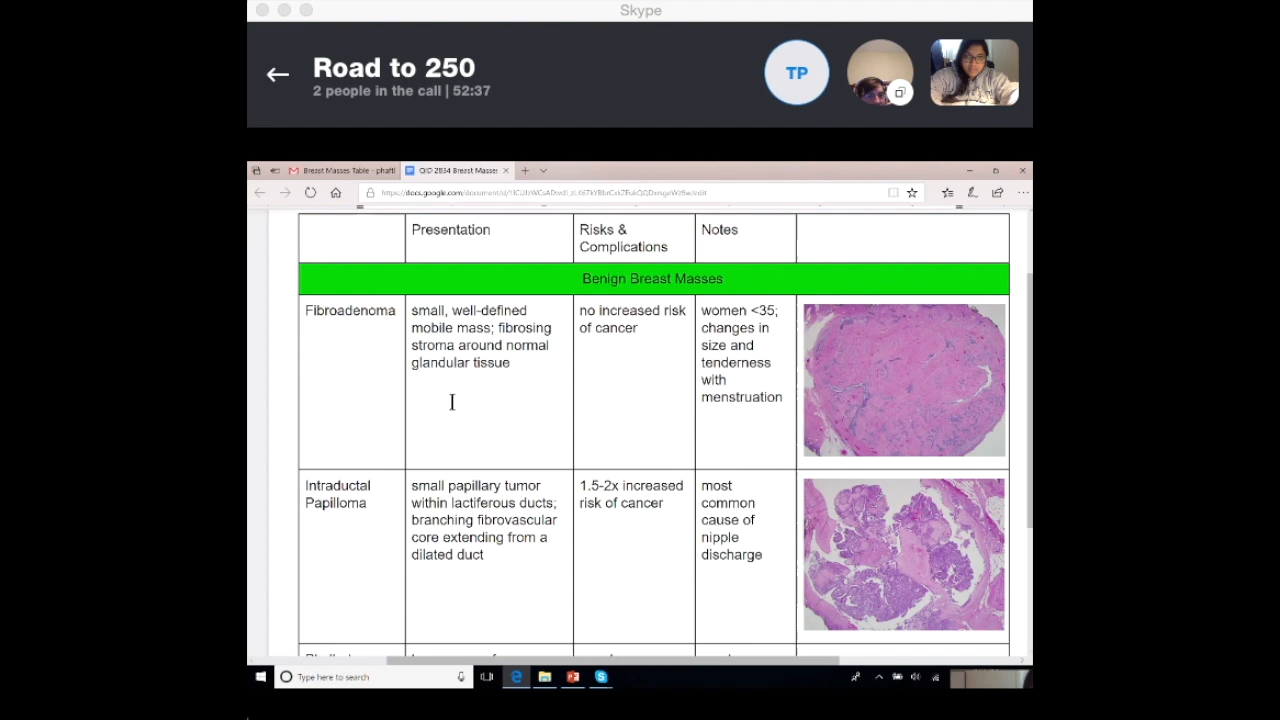 Skype
Road to 250
2 people in the call | 52:37
TP
Breast Masses Table - phaftl
QID 2834 Breast Masses
Presentation
Risks &
Complications
Notes
Benign Breast Masses
Fibroadenoma
small, well-defined
mobile mass; fibrosing
stroma around normal
glandular tissue
no increased risk
of cancer
women <35;
changes in
size and
tenderness
with
menstruation
Intraductal
Papilloma
small papillary tumor
within lactiferous ducts;
branching fibrovascular
core extending from a
dilated duct
1.5-2x increased
risk of cancer
most
common
cause of
nipple
discharge
Type here to search